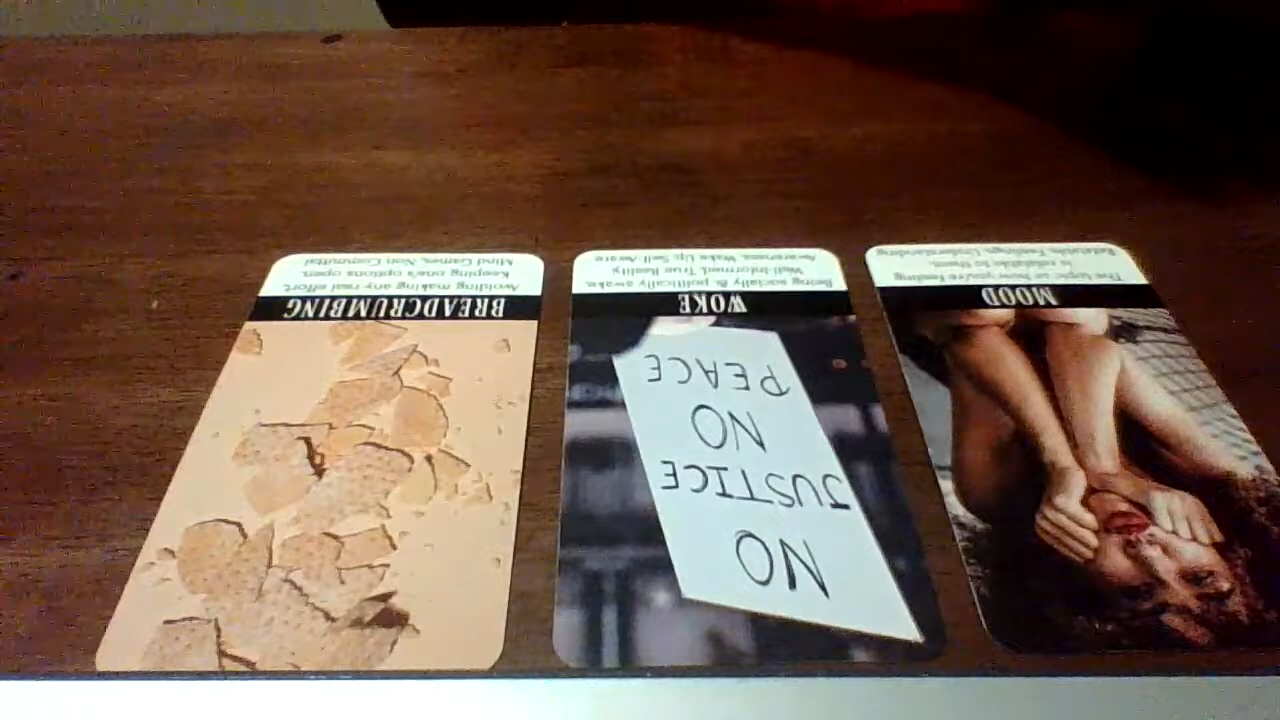 BREADCRUMBING
Avoiding making any real effort.
Keeping one's options open.
Mind Games, Non Committal
WOKE
Being socially & politically awake.
Well-Informed, True Reality
Awareness, Wake Up, Self-Aware
NO
JUSTICE
NO
PEACE
MOOD
The topic as how you're feeling
is relatable to them.
Relatable Feelings, Understanding